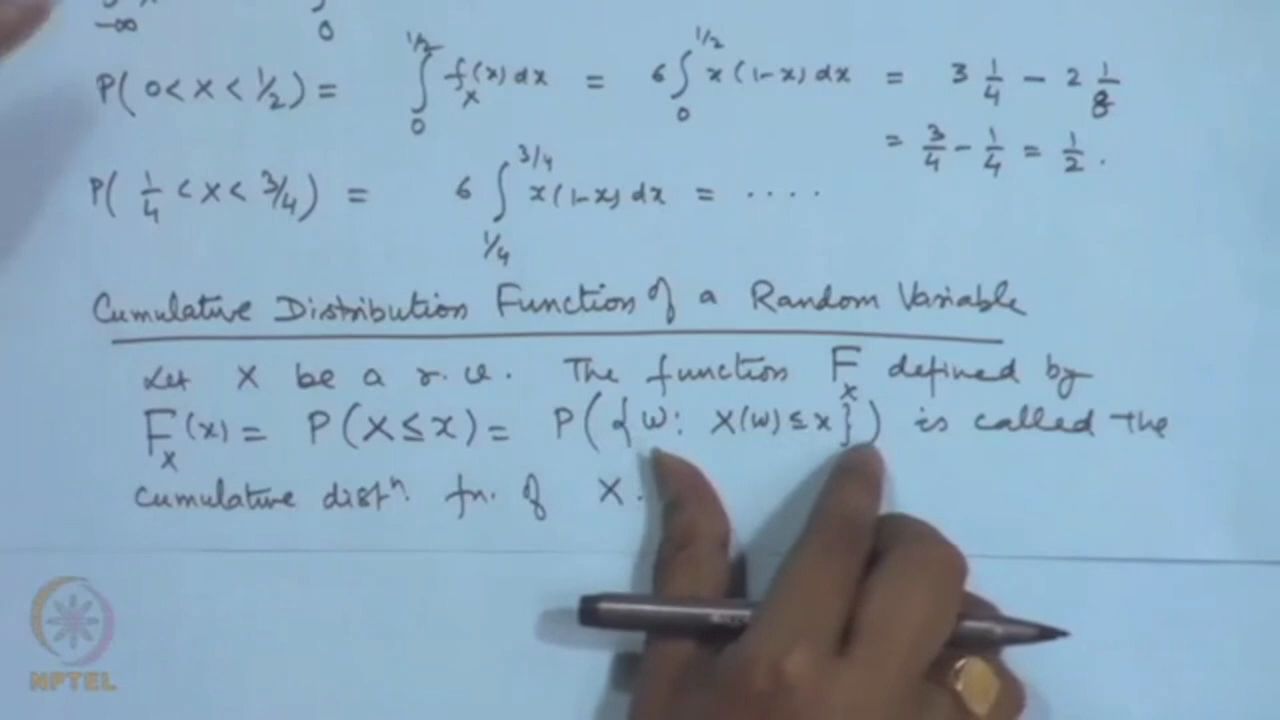 -∞ 0
P( 0 < X < 1/2 ) = ∫_0^{1/2} f_X(x) dx = 6 ∫_0^{1/2} x (1-x) dx = 3 1/4 - 2 1/8
= 3/4 - 1/4 = 1/2 .
P( 1/4 < X < 3/4 ) = 6 ∫_{1/4}^{3/4} x (1-x) dx = ....
Cumulative Distribution Function of a Random Variable
Let X be a r.v. The function F_X defined by
F_X(x) = P(X ≤ x) = P({ω: X(ω) ≤ x}) is called the
cumulative distⁿ. fn. of X.
NPTEL